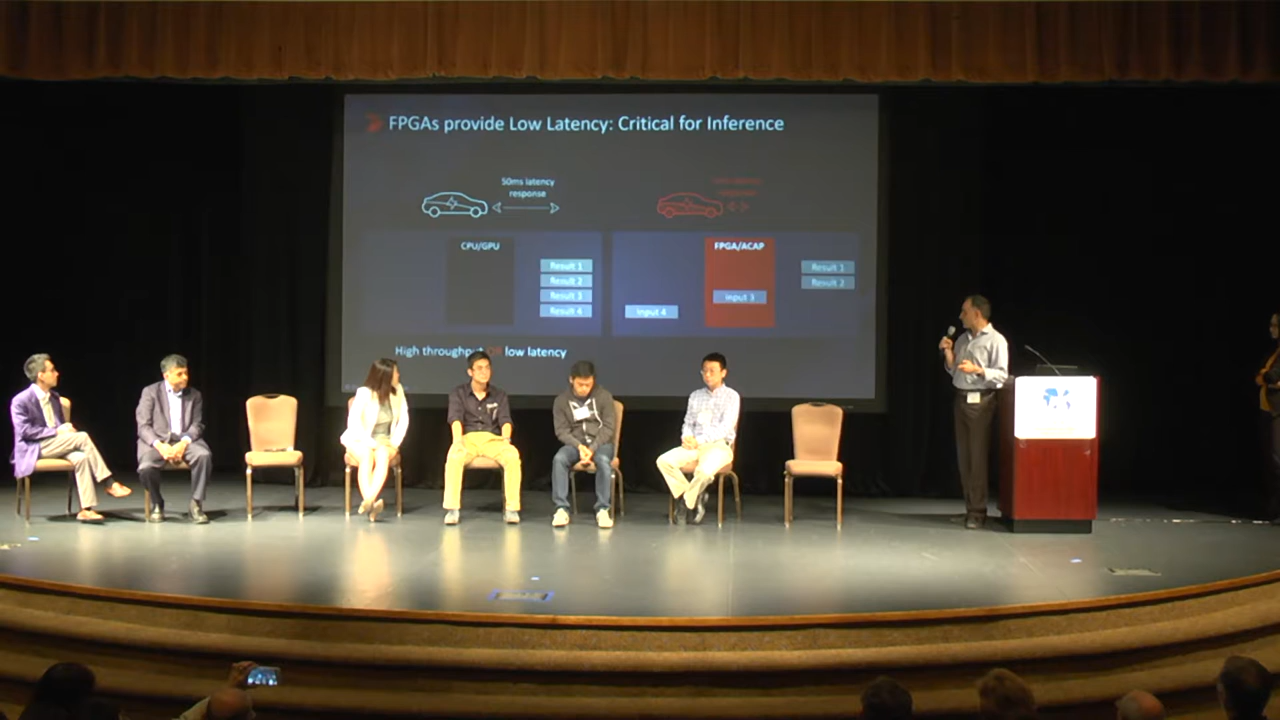 FPGAs provide Low Latency: Critical for Inference
50ms latency
response
CPU/GPU
Result 1
Result 2
Result 3
Result 4
FPGA/ACAP
Input 3
Input 4
Result 1
Result 2
High throughput OR low latency